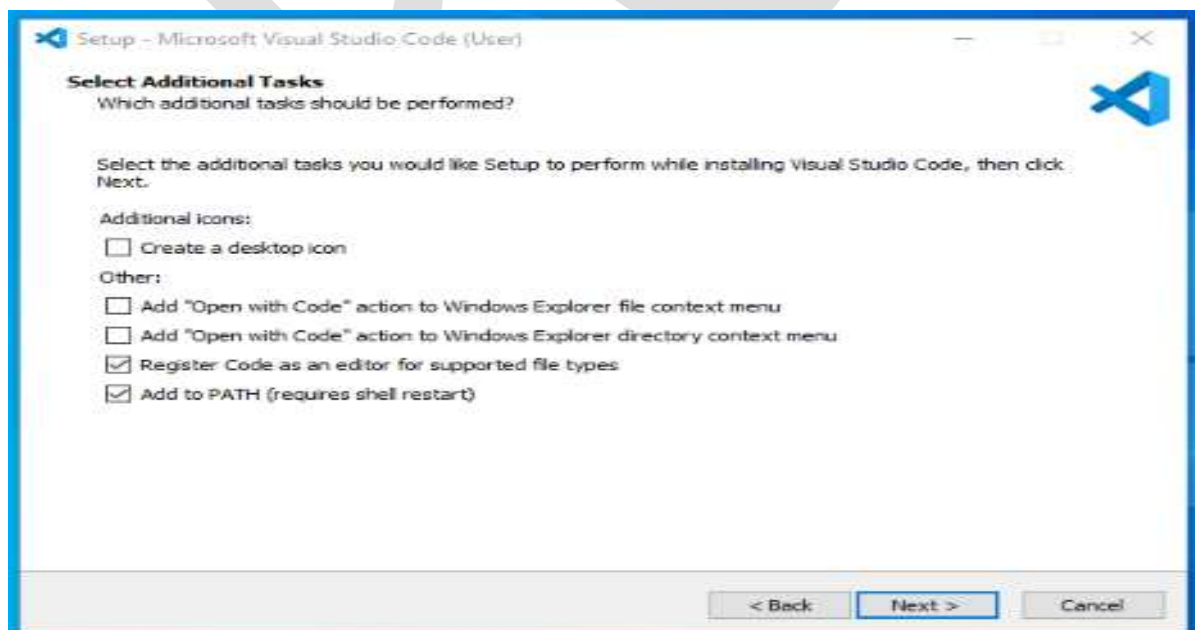 Setup - Microsoft Visual Studio Code (User)
Select Additional Tasks
Which additional tasks should be performed?
Select the additional tasks you would like Setup to perform while installing Visual Studio Code, then click
Next.
Additional icons:
Create a desktop icon
Other:
Add "Open with Code" action to Windows Explorer file context menu
Add "Open with Code" action to Windows Explorer directory context menu
Register Code as an editor for supported file types
Add to PATH (requires shell restart)
< Back Next > Cancel